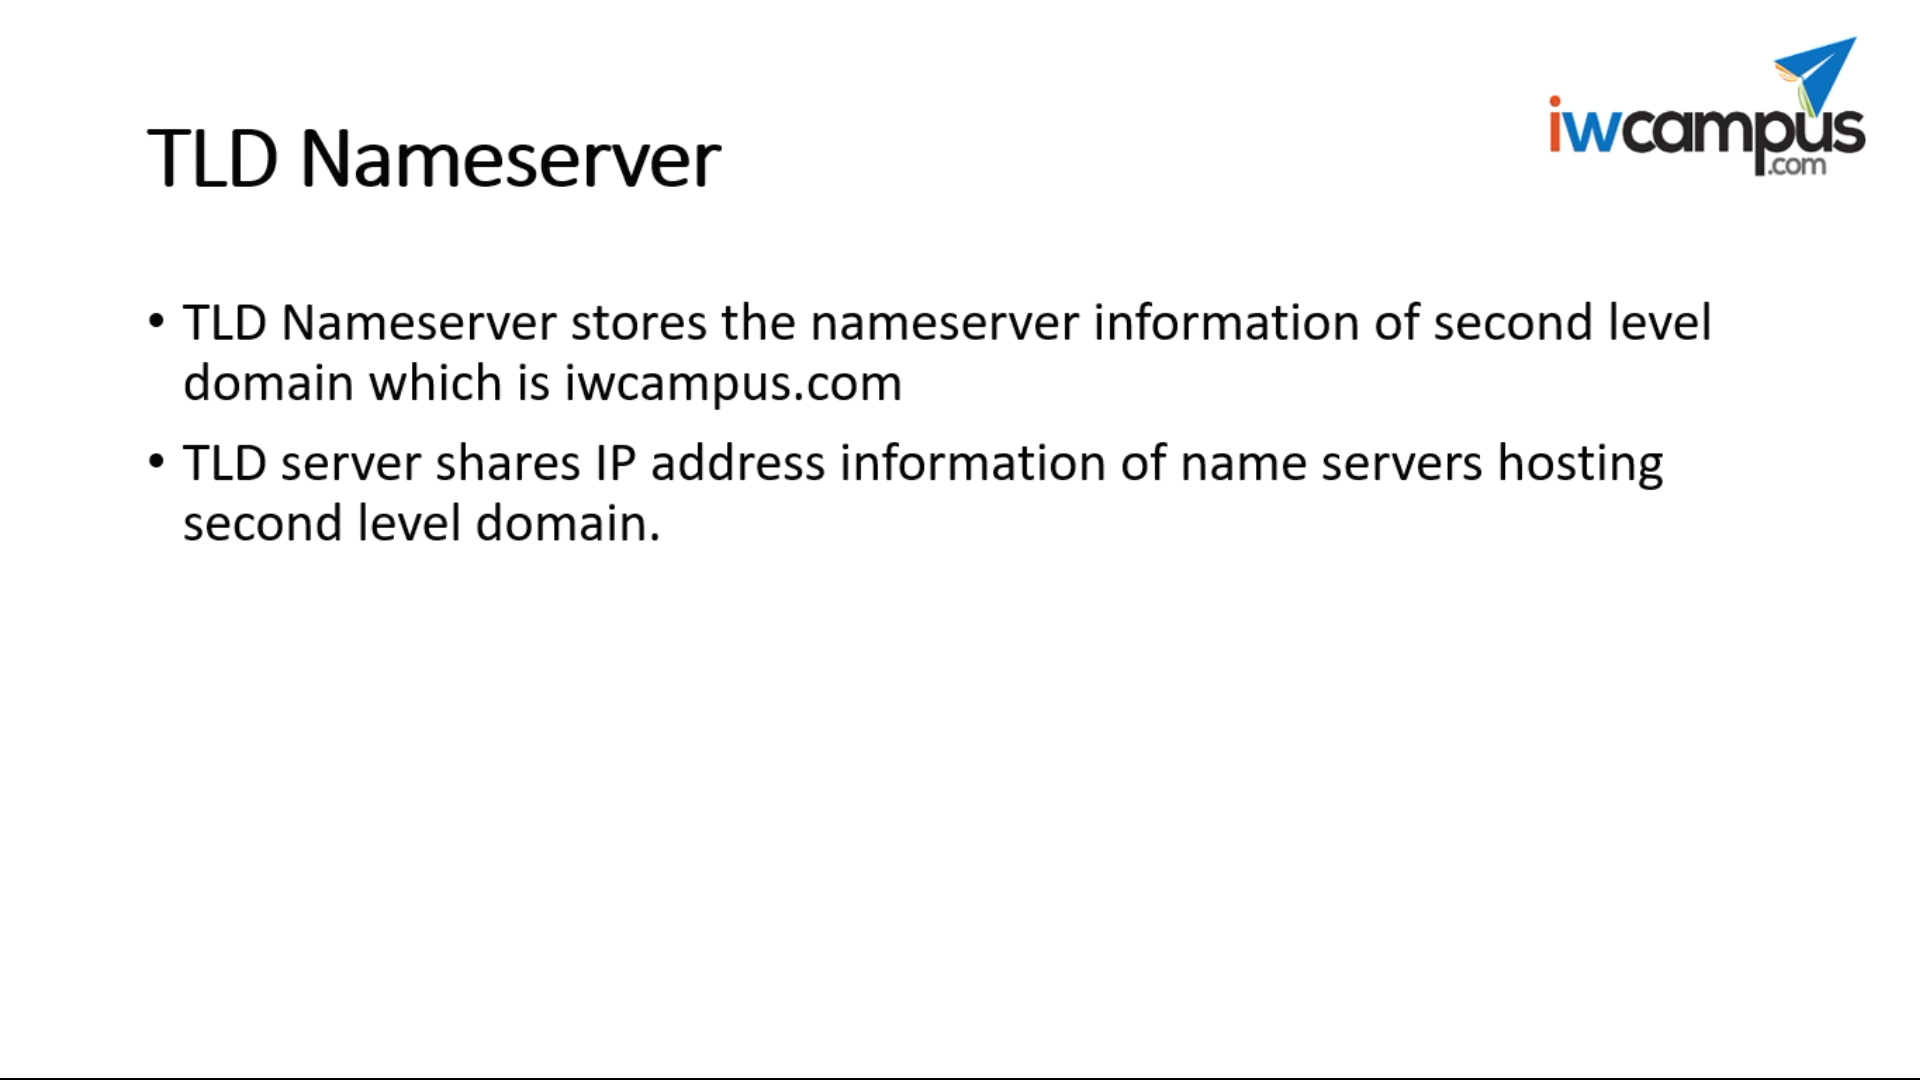 iwcampus
.com
TLD Nameserver
• TLD Nameserver stores the nameserver information of second level
domain which is iwcampus.com
• TLD server shares IP address information of name servers hosting
second level domain.